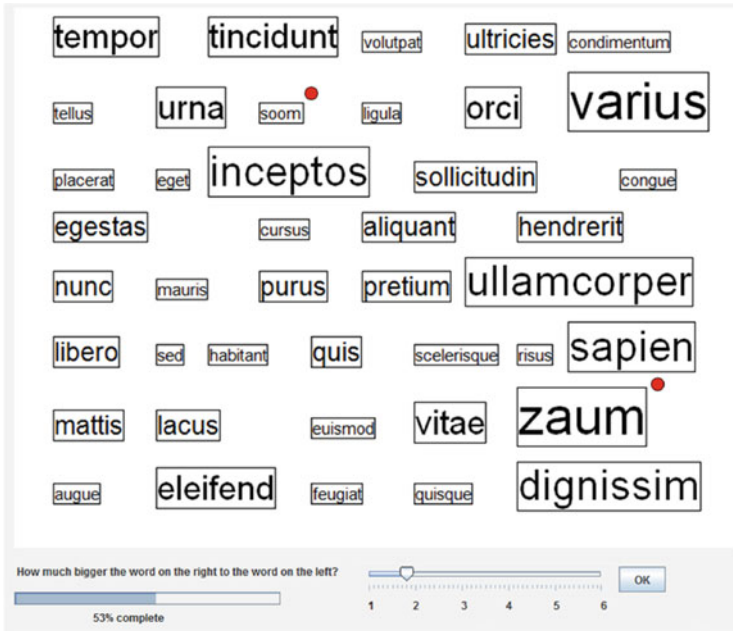 tempor tincidunt volutpat ultricies condimentum
tellus urna soom ligula orci varius
placerat eget inceptos sollicitudin congue
egestas cursus aliquant hendrerit
nunc mauris purus pretium ullamcorper
libero sed habitant quis scelerisque risus sapien
mattis lacus euismod vitae zaum
augue eleifend feugiat quisque dignissim
How much bigger the word on the right to the word on the left?
OK
1 2 3 4 5 6
53% complete